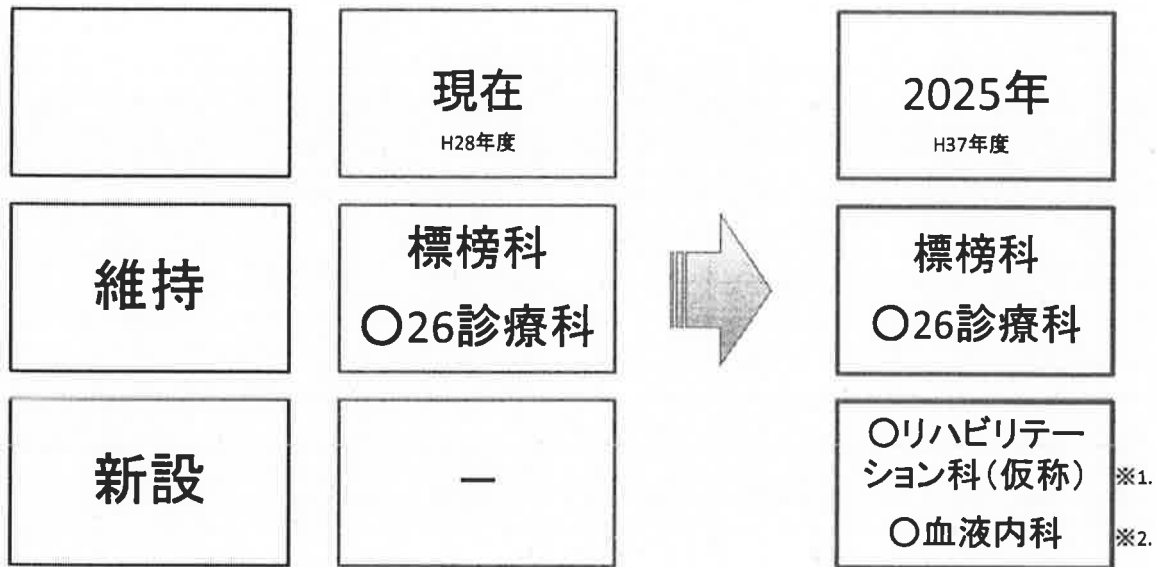 現在
H28年度
2025年
H37年度
維持
標榜科
○26診療科
標榜科
○26診療科
新設
－
○リハビリテー
ション科(仮称) ※1.
○血液内科 ※2.